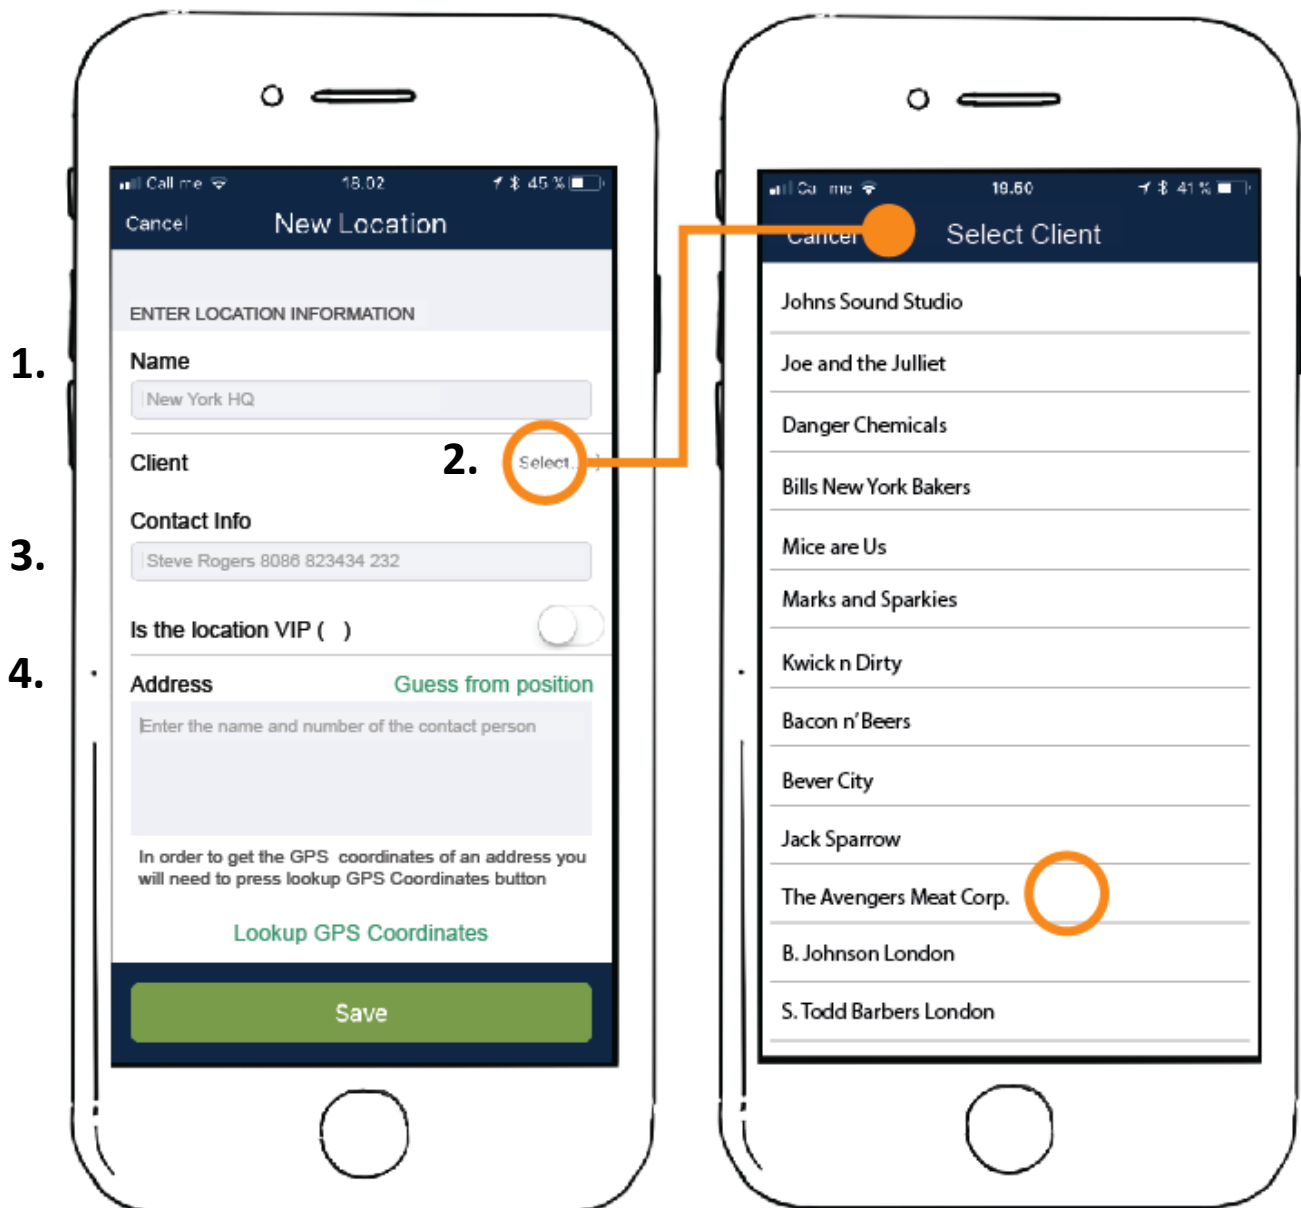 Call me 18.02 45 %
Cancel New Location
ENTER LOCATION INFORMATION
1.
Name
New York HQ
Client
2.
Select...
Contact Info
3.
Steve Rogers 8086 823434 232
Is the location VIP ( )
4.
Address
Guess from position
Enter the name and number of the contact person
In order to get the GPS coordinates of an address you
will need to press lookup GPS Coordinates button
Lookup GPS Coordinates
Save
me 41 %
Cancel Select Client
Johns Sound Studio
Joe and the Julliet
Danger Chemicals
Bills New York Bakers
Mice are Us
Marks and Sparkies
Kwick n Dirty
Bacon n' Beers
Bever City
Jack Sparrow
The Avengers Meat Corp.
B. Johnson London
S. Todd Barbers London